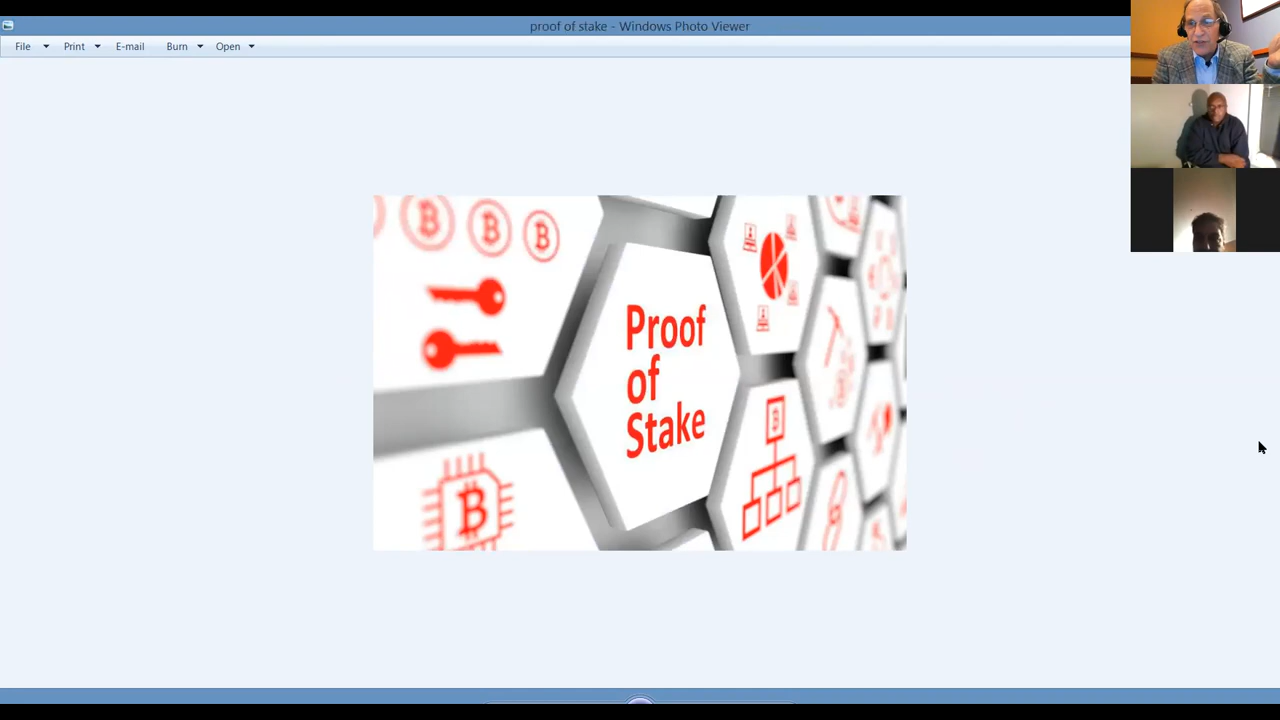 proof of stake - Windows Photo Viewer
File Print E-mail Burn Open
Proof
of
Stake